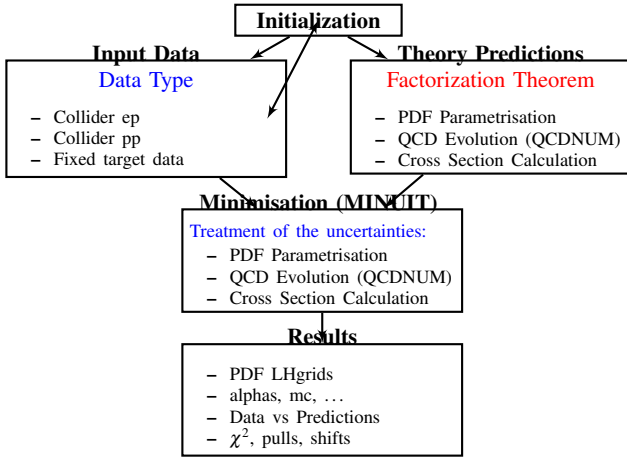 Initialization
Input Data
Data Type
– Collider ep
– Collider pp
– Fixed target data
Theory Predictions
Factorization Theorem
– PDF Parametrisation
– QCD Evolution (QCDNUM)
– Cross Section Calculation
Minimisation (MINUIT)
Treatment of the uncertainties:
– PDF Parametrisation
– QCD Evolution (QCDNUM)
– Cross Section Calculation
Results
– PDF LHgrids
– alphas, mc, …
– Data vs Predictions
– χ², pulls, shifts